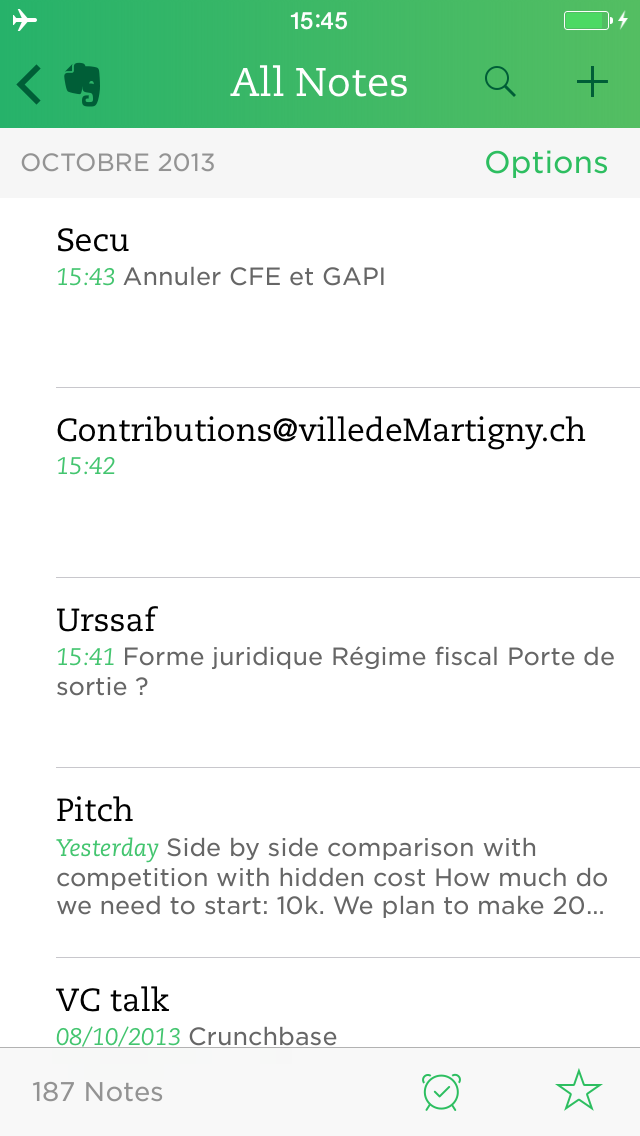 15:45
All Notes
OCTOBRE 2013 Options
Secu
15:43 Annuler CFE et GAPI
Contributions@villedeMartigny.ch
15:42
Urssaf
15:41 Forme juridique Régime fiscal Porte de
sortie ?
Pitch
Yesterday Side by side comparison with
competition with hidden cost How much do
we need to start: 10k. We plan to make 20...
VC talk
08/10/2013 Crunchbase
187 Notes